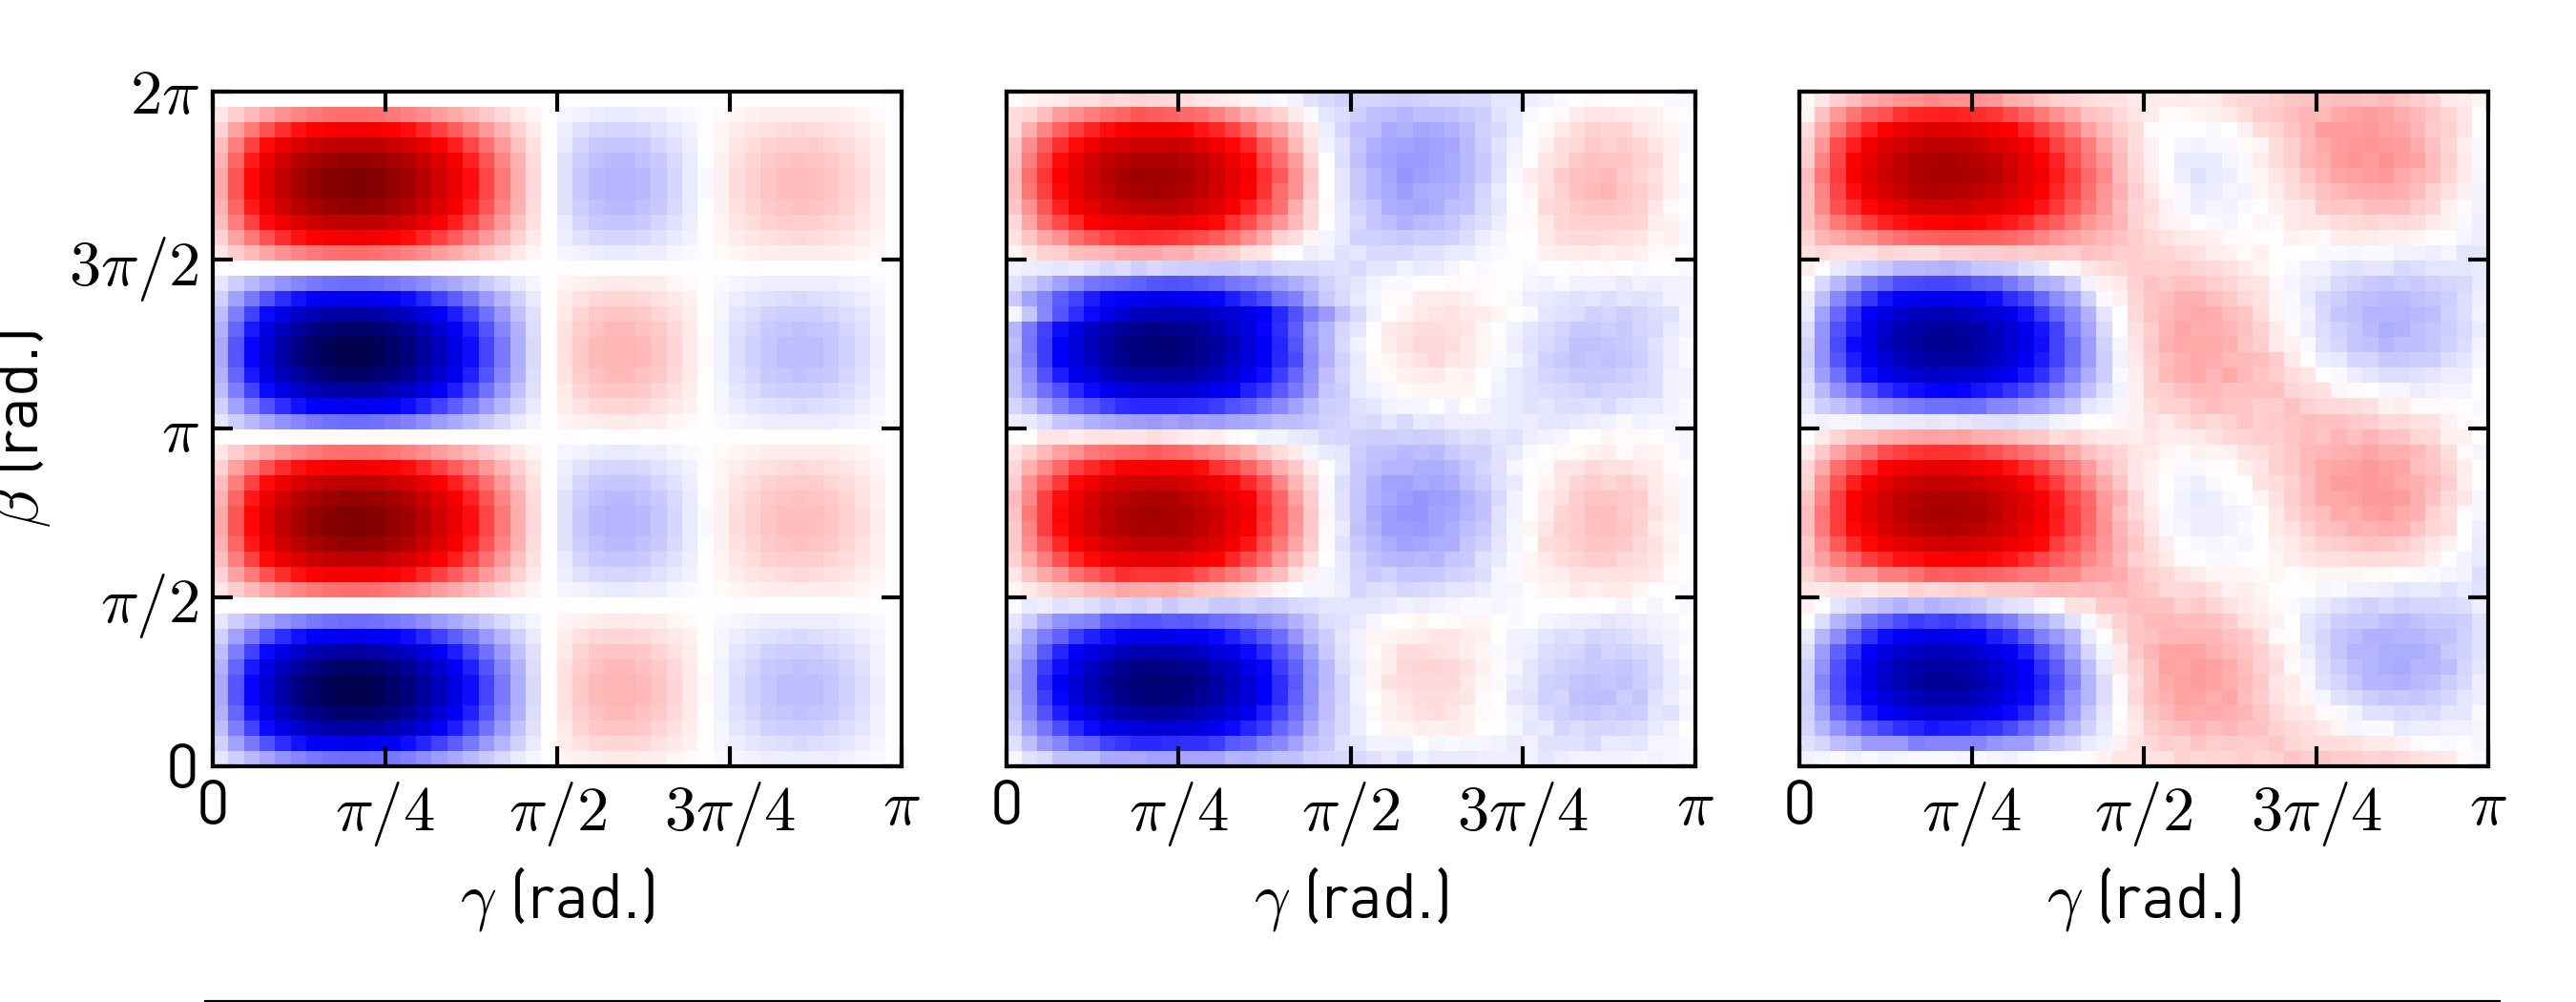 2π
3π/2
π
π/2
0
β (rad.)
0 π/4 π/2 3π/4 π
γ (rad.)
0 π/4 π/2 3π/4 π
γ (rad.)
0 π/4 π/2 3π/4 π
γ (rad.)